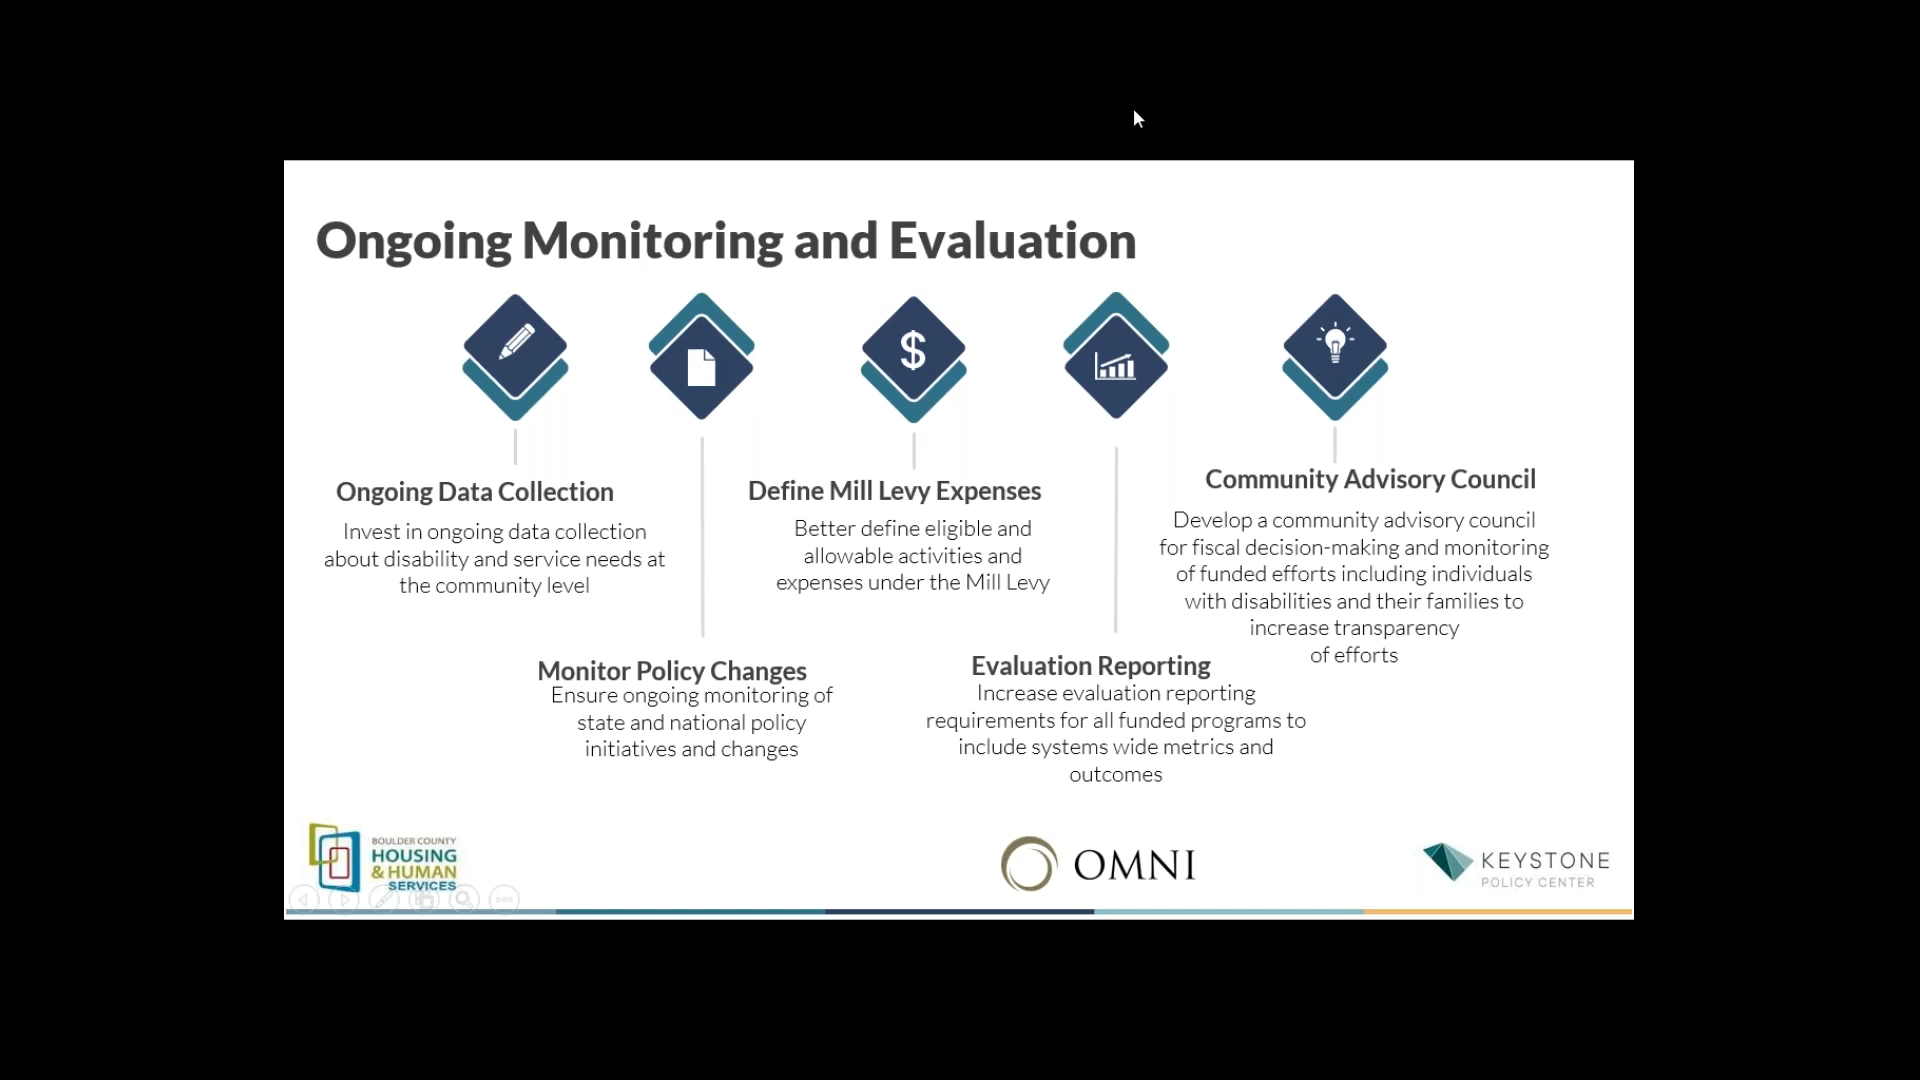 Ongoing Monitoring and Evaluation
$
Ongoing Data Collection
Invest in ongoing data collection
about disability and service needs at
the community level
Monitor Policy Changes
Ensure ongoing monitoring of
state and national policy
initiatives and changes
Define Mill Levy Expenses
Better define eligible and
allowable activities and
expenses under the Mill Levy
Evaluation Reporting
Increase evaluation reporting
requirements for all funded programs to
include systems wide metrics and
outcomes
Community Advisory Council
Develop a community advisory council
for fiscal decision-making and monitoring
of funded efforts including individuals
with disabilities and their families to
increase transparency
of efforts
BOULDER COUNTY
HOUSING
& HUMAN
SERVICES
OMNI
KEYSTONE
POLICY CENTER